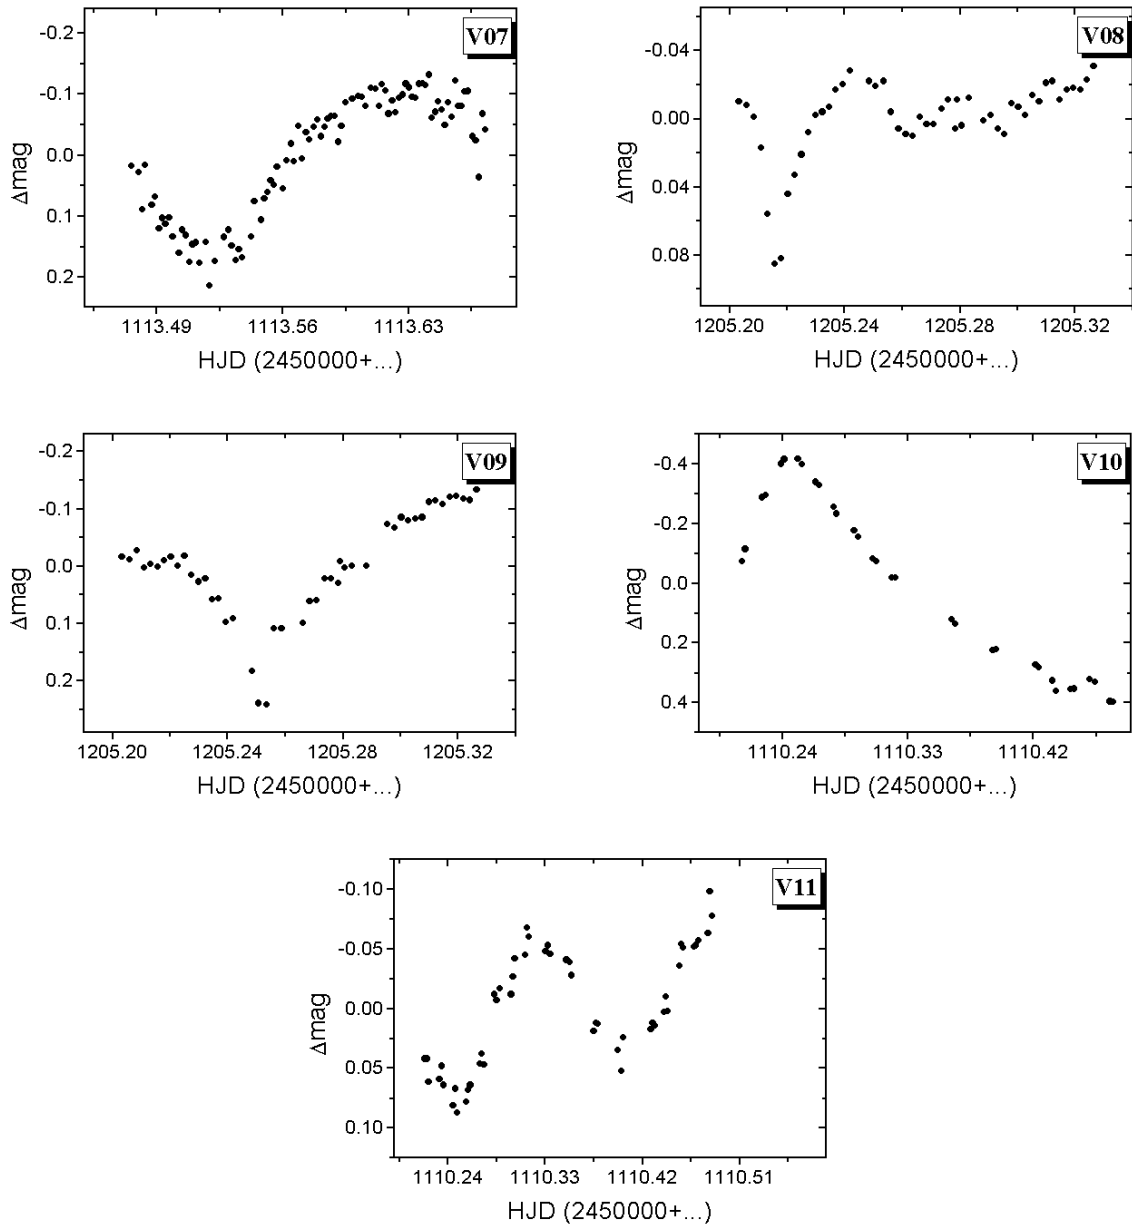 V07
-0.2
-0.1
0.0
0.1
0.2
Δmag
1113.49 1113.56 1113.63
HJD (2450000+...)
V08
-0.04
0.00
0.04
0.08
Δmag
1205.20 1205.24 1205.28 1205.32
HJD (2450000+...)
V09
-0.2
-0.1
0.0
0.1
0.2
Δmag
1205.20 1205.24 1205.28 1205.32
HJD (2450000+...)
V10
-0.4
-0.2
0.0
0.2
0.4
Δmag
1110.24 1110.33 1110.42
HJD (2450000+...)
V11
-0.10
-0.05
0.00
0.05
0.10
Δmag
1110.24 1110.33 1110.42 1110.51
HJD (2450000+...)